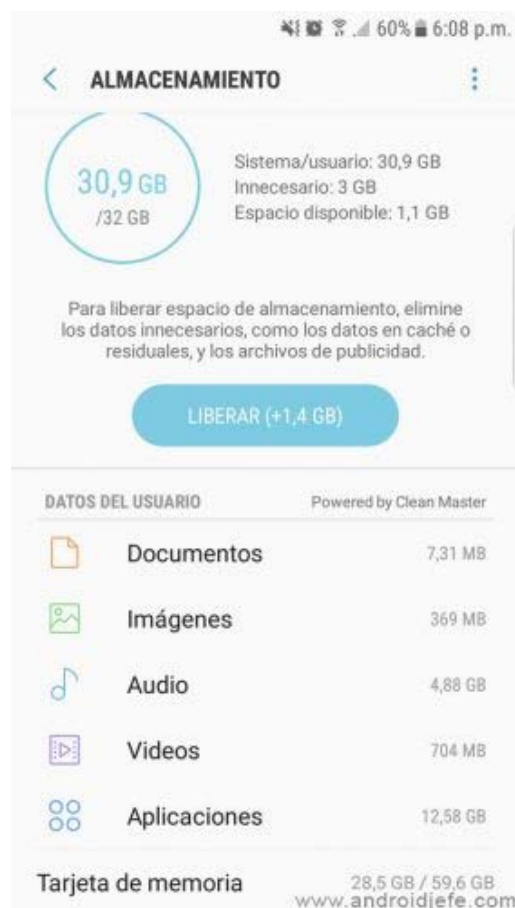 60% 6:08 p.m.
ALMACENAMIENTO
30,9 GB
/32 GB
Sistema/usuario: 30,9 GB
Innecesario: 3 GB
Espacio disponible: 1,1 GB
Para liberar espacio de almacenamiento, elimine
los datos innecesarios, como los datos en caché o
residuales, y los archivos de publicidad.
LIBERAR (+1,4 GB)
DATOS DEL USUARIO Powered by Clean Master
Documentos 7,31 MB
Imágenes 369 MB
Audio 4,88 GB
Videos 704 MB
Aplicaciones 12,58 GB
Tarjeta de memoria 28,5 GB / 59,6 GB
www.androidjefe.com